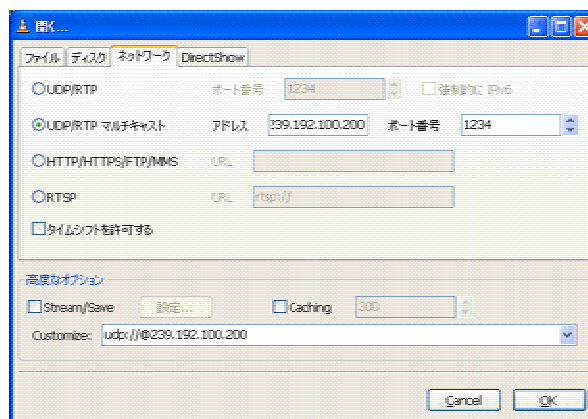 開く...
ファイル ディスク ネットワーク DirectShow
UDP/RTP ポート番号 1234 強制的に IPv6
UDP/RTP マルチキャスト アドレス 239.192.100.200 ポート番号 1234
HTTP/HTTPS/FTP/MMS URL
RTSP URL rtsp://
タイムシフトを許可する
高度なオプション
Stream/Save 設定... Caching 300
Customize: udp://@239.192.100.200
Cancel OK